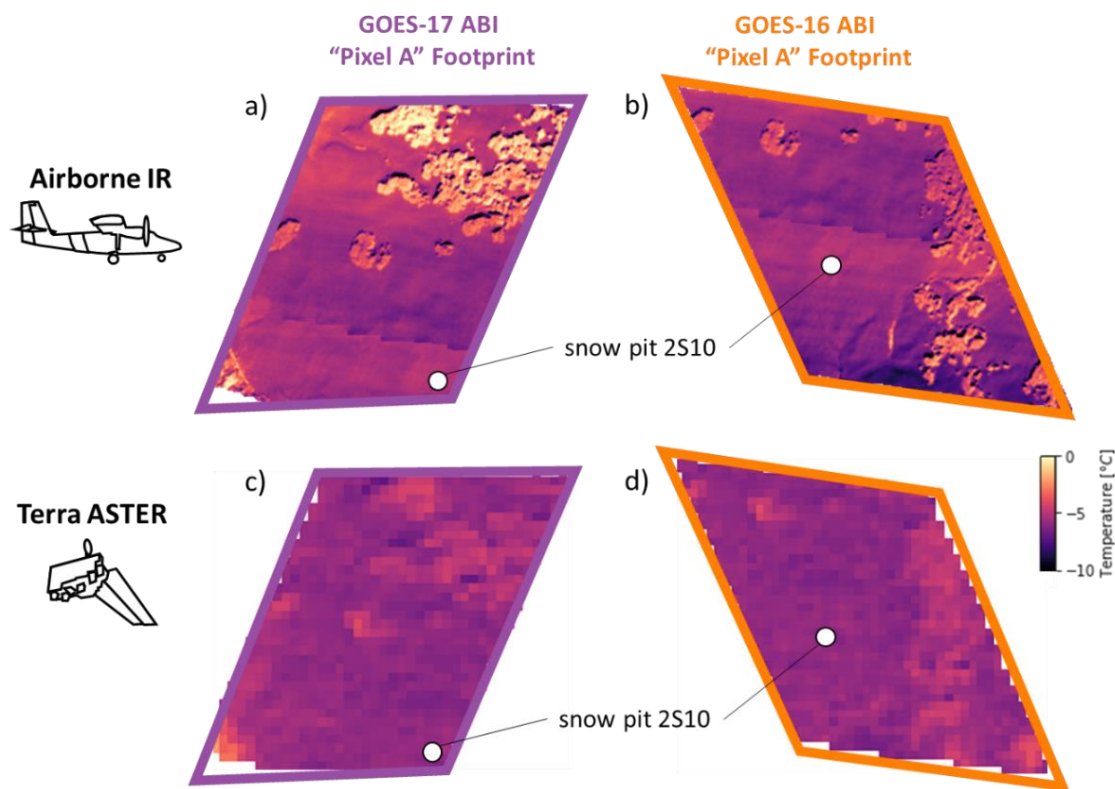 GOES-17 ABI
“Pixel A” Footprint
GOES-16 ABI
“Pixel A” Footprint
a)
b)
Airborne IR
snow pit 2S10
c)
d)
Terra ASTER
0
−5
−10
Temperature [°C]
snow pit 2S10